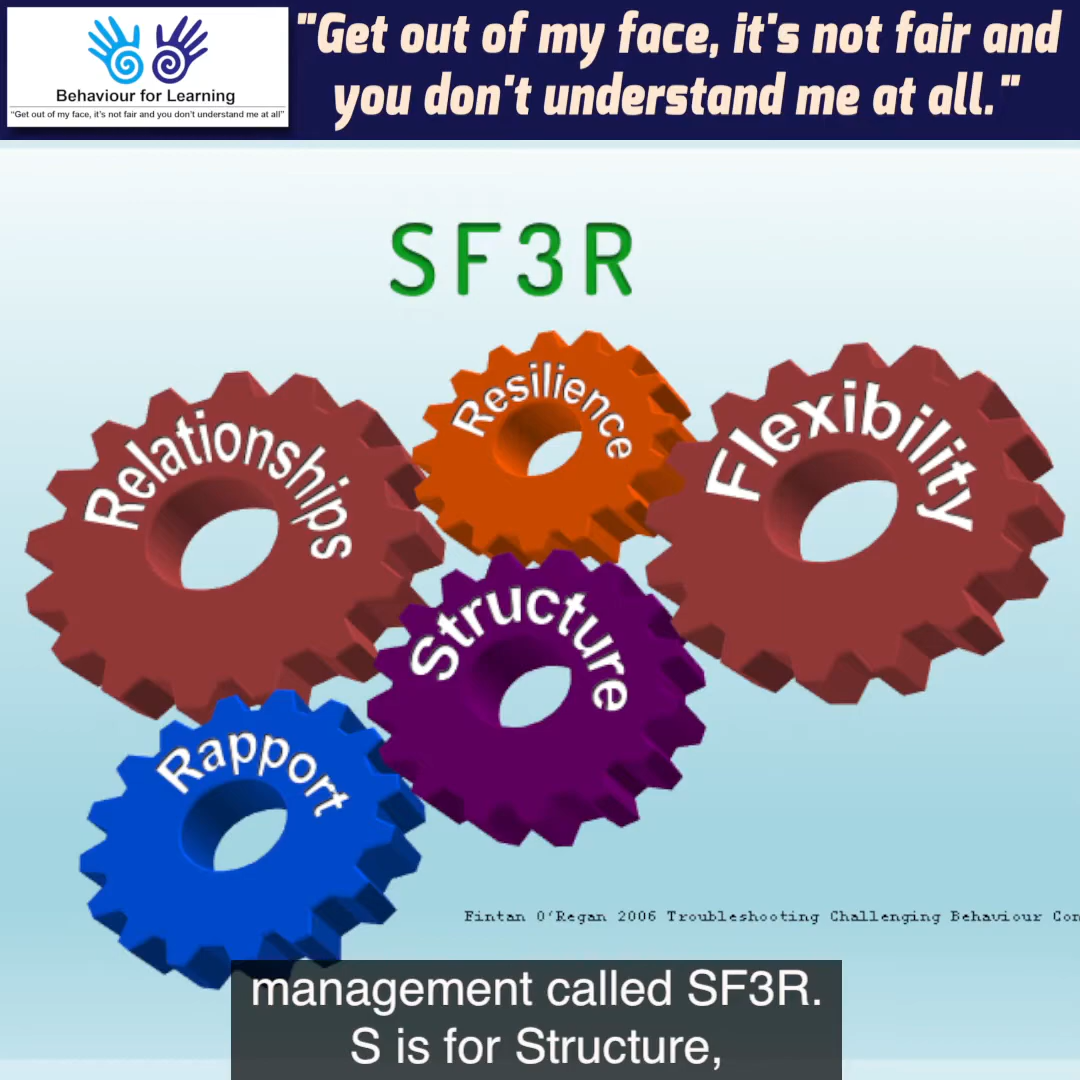 Behaviour for Learning
"Get out of my face, it's not fair and you don't understand me at all"
"Get out of my face, it's not fair and
you don't understand me at all."
SF3R
Relationships
Resilience
Flexibility
Structure
Rapport
Fintan O'Regan 2006 Troubleshooting Challenging Behaviour Con
management called SF3R.
S is for Structure,